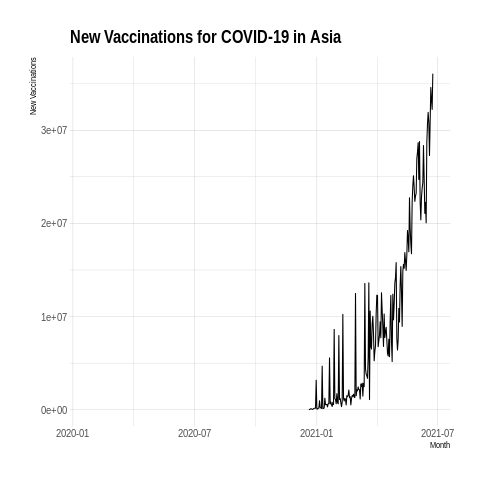 New Vaccinations for COVID-19 in Asia
New Vaccinations
3e+07
2e+07
1e+07
0e+00
2020-01 2020-07 2021-01 2021-07
Month